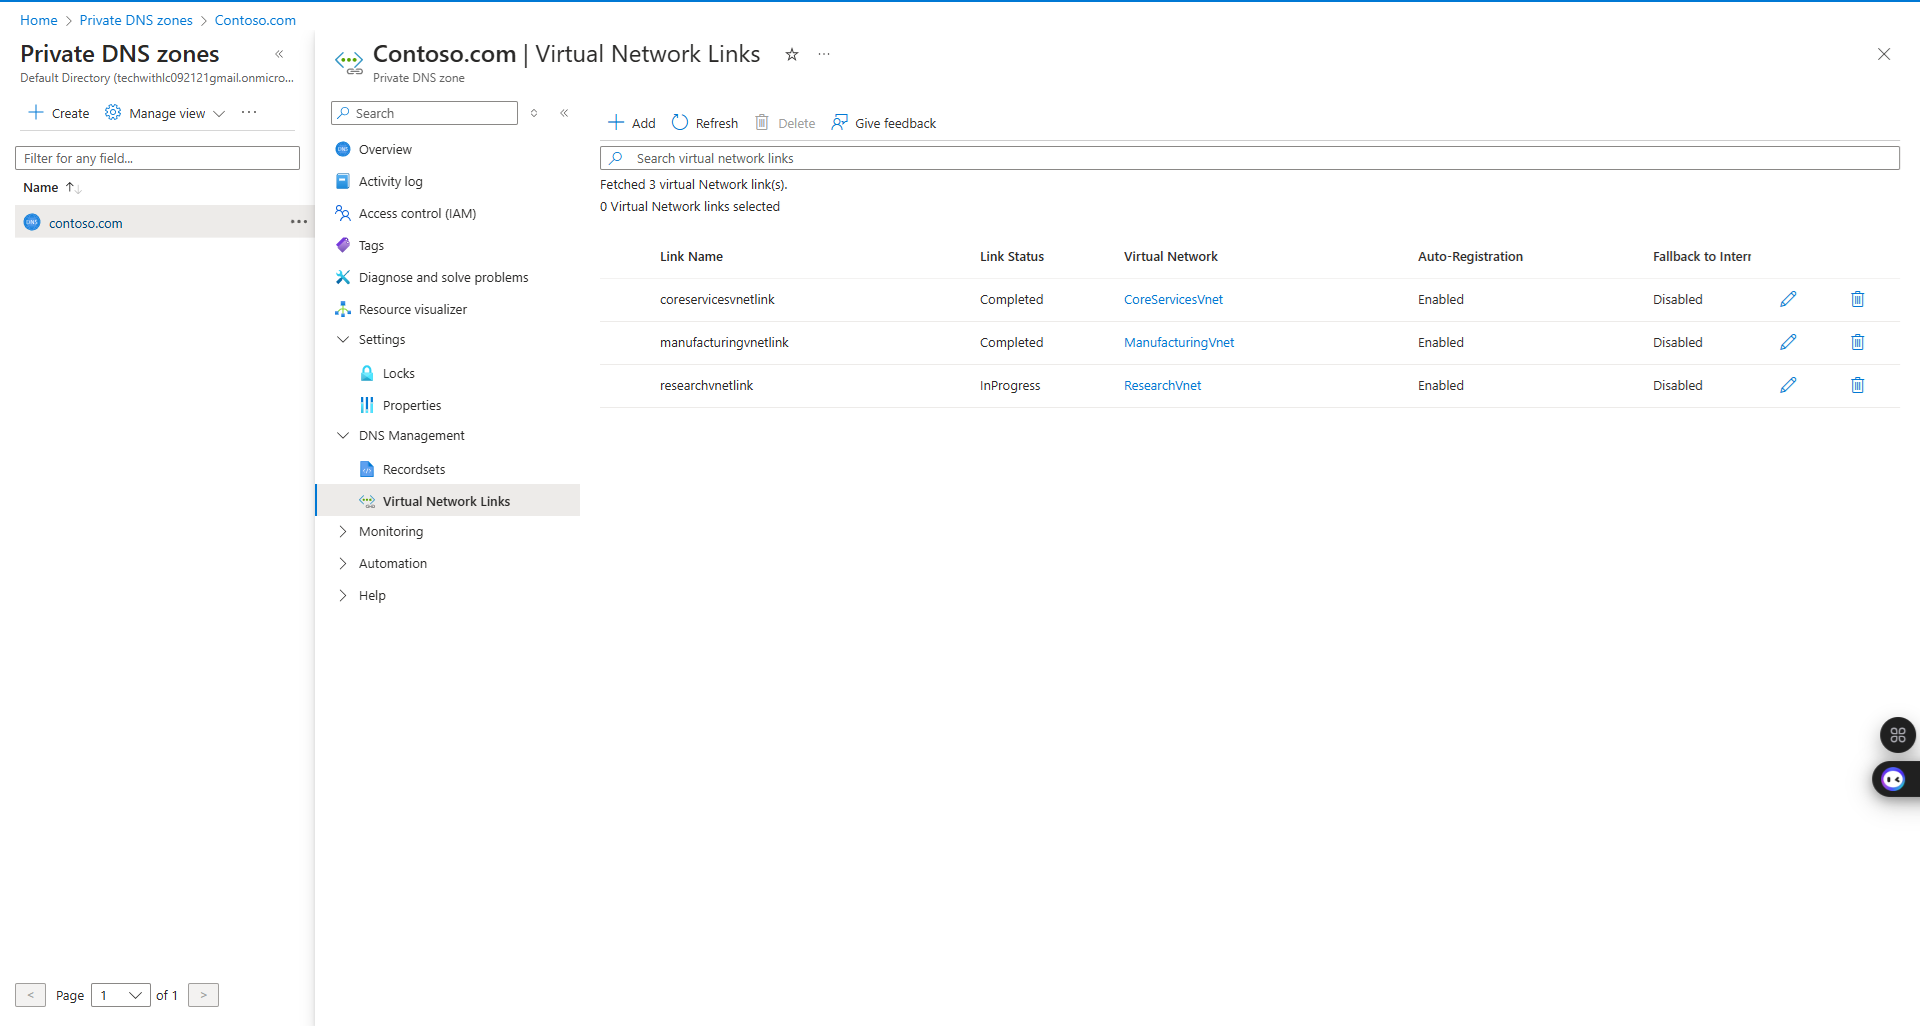 Home > Private DNS zones > Contoso.com
Private DNS zones
Default Directory (techwithlc092121gmail.onmicro...
Create Manage view
Filter for any field...
Name
contoso.com
< Page 1 of 1 >
Contoso.com | Virtual Network Links
Private DNS zone
Search
Overview
Activity log
Access control (IAM)
Tags
Diagnose and solve problems
Resource visualizer
Settings
Locks
Properties
DNS Management
Recordsets
Virtual Network Links
Monitoring
Automation
Help
Add Refresh Delete Give feedback
Search virtual network links
Fetched 3 virtual Network link(s).
0 Virtual Network links selected
Link Name Link Status Virtual Network Auto-Registration Fallback to Interr
coreservicesvnetlink Completed CoreServicesVnet Enabled Disabled
manufacturingvnetlink Completed ManufacturingVnet Enabled Disabled
researchvnetlink InProgress ResearchVnet Enabled Disabled